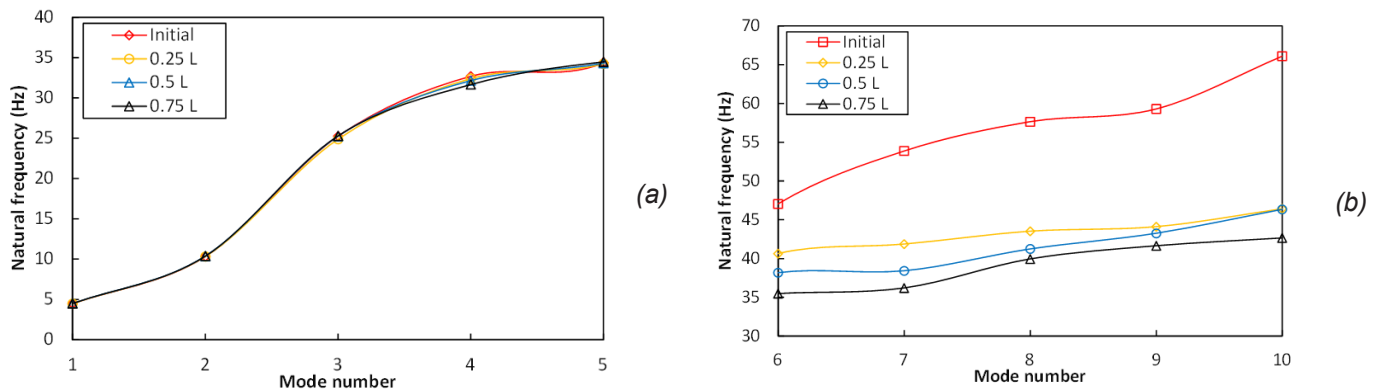 Natural frequency (Hz)
40
35
30
25
20
15
10
5
0
Initial
0.25 L
0.5 L
0.75 L
1
2
3
4
5
Mode number
(a)
Natural frequency (Hz)
70
65
60
55
50
45
40
35
30
Initial
0.25 L
0.5 L
0.75 L
6
7
8
9
10
Mode number
(b)